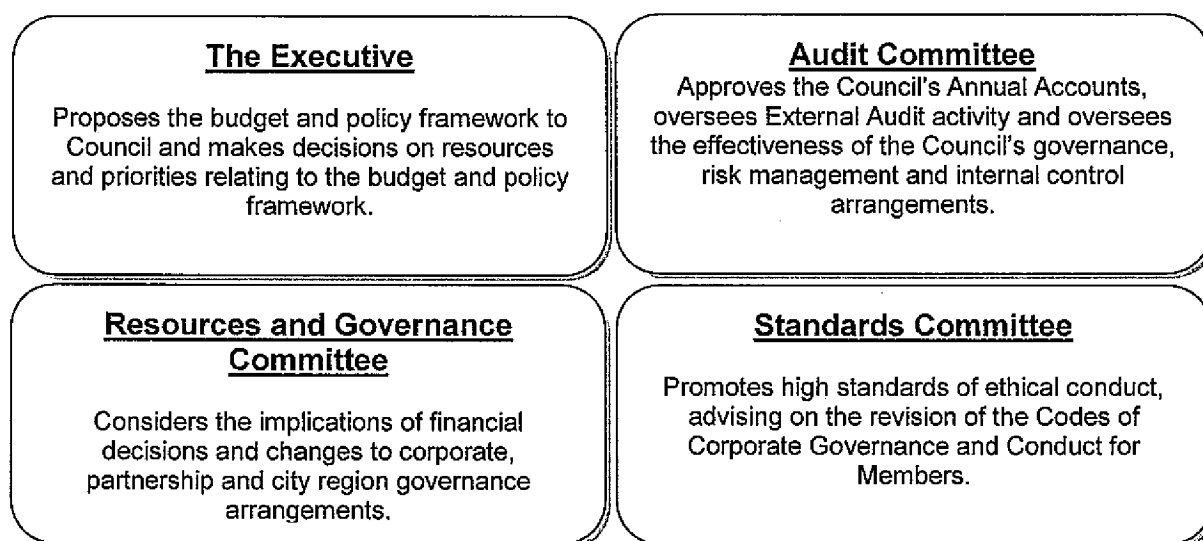 The Executive
Proposes the budget and policy framework to
Council and makes decisions on resources
and priorities relating to the budget and policy
framework.
Audit Committee
Approves the Council's Annual Accounts,
oversees External Audit activity and oversees
the effectiveness of the Council's governance,
risk management and internal control
arrangements.
Resources and Governance
Committee
Considers the implications of financial
decisions and changes to corporate,
partnership and city region governance
arrangements.
Standards Committee
Promotes high standards of ethical conduct,
advising on the revision of the Codes of
Corporate Governance and Conduct for
Members.